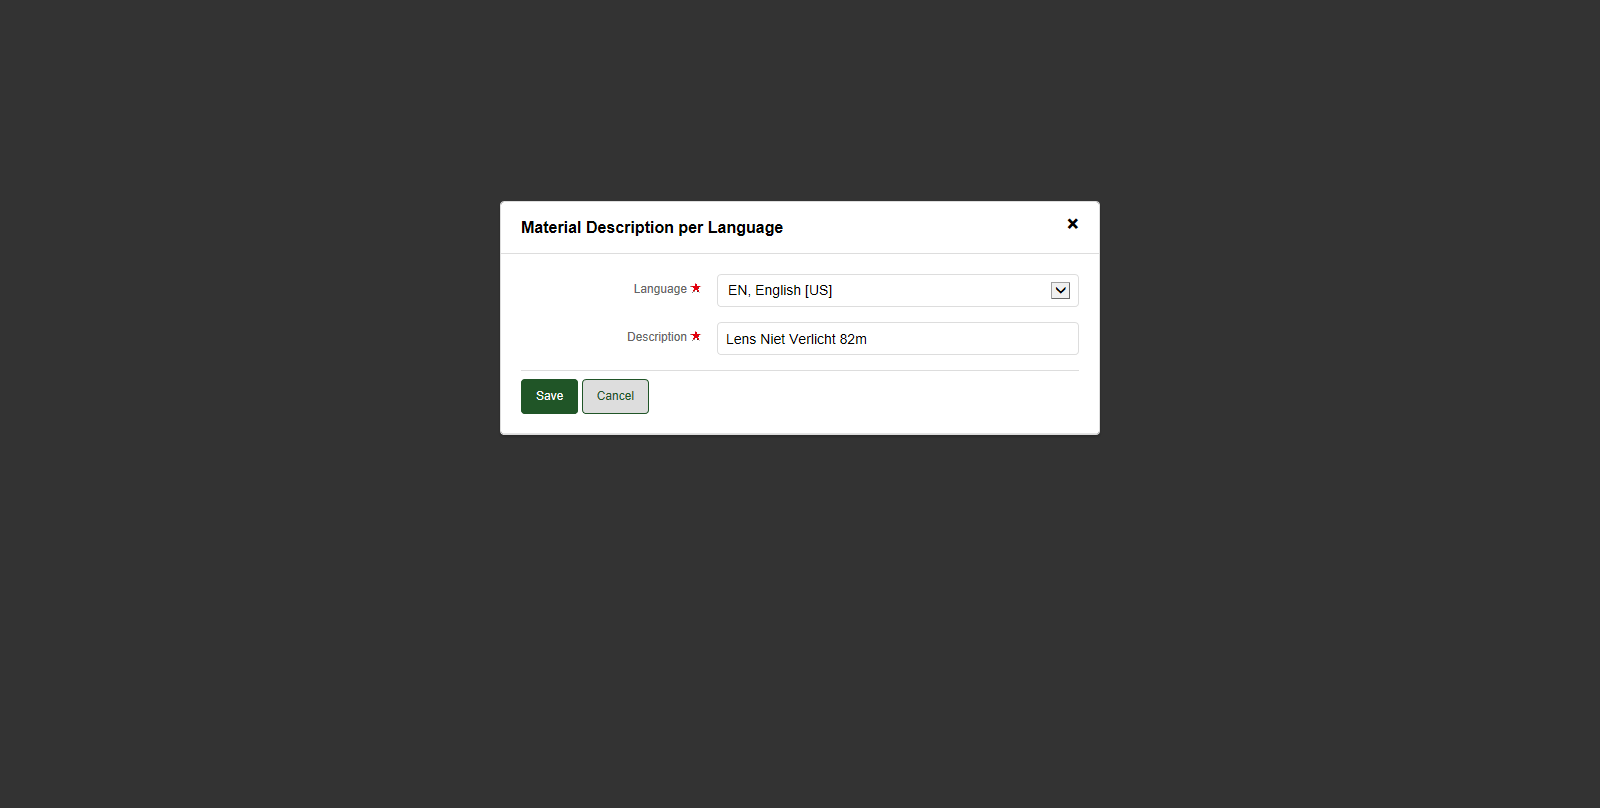 Material Description per Language
Language
EN, English [US]
Description
Lens Niet Verlicht 82m
Save
Cancel